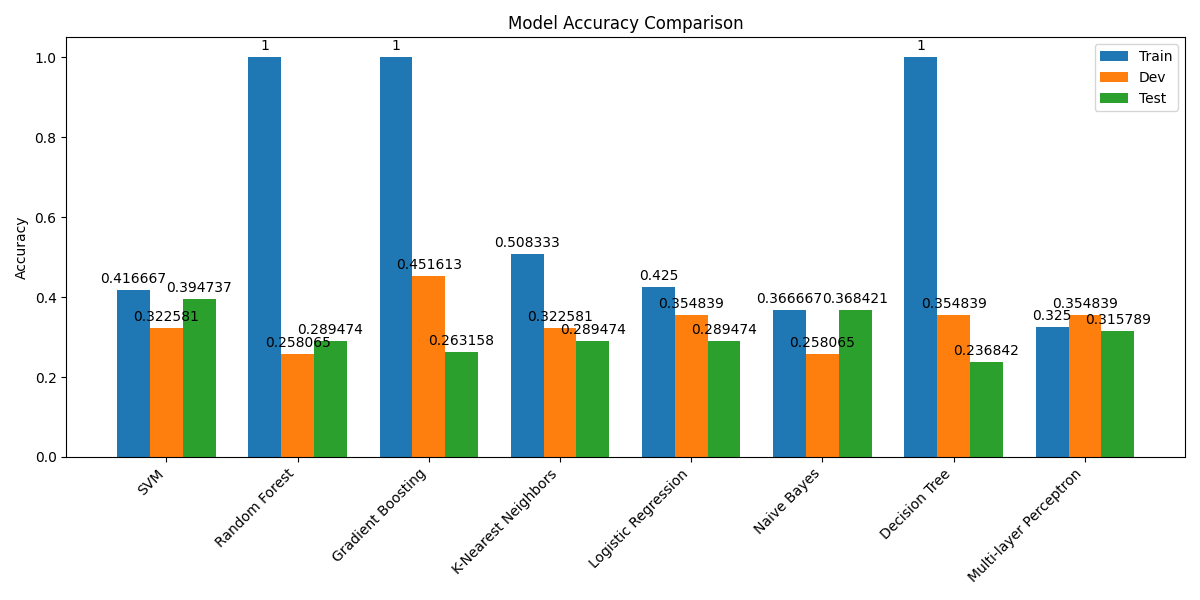 Model Accuracy Comparison
Accuracy
1.0
0.8
0.6
0.4
0.2
0.0
Train
Dev
Test
0.416667
0.322581
0.394737
1
0.258065
0.289474
1
0.451613
0.263158
0.508333
0.322581
0.289474
0.425
0.354839
0.289474
0.366667
0.258065
0.368421
1
0.354839
0.236842
0.325
0.354839
0.315789
SVM
Random Forest
Gradient Boosting
K-Nearest Neighbors
Logistic Regression
Naive Bayes
Decision Tree
Multi-layer Perceptron